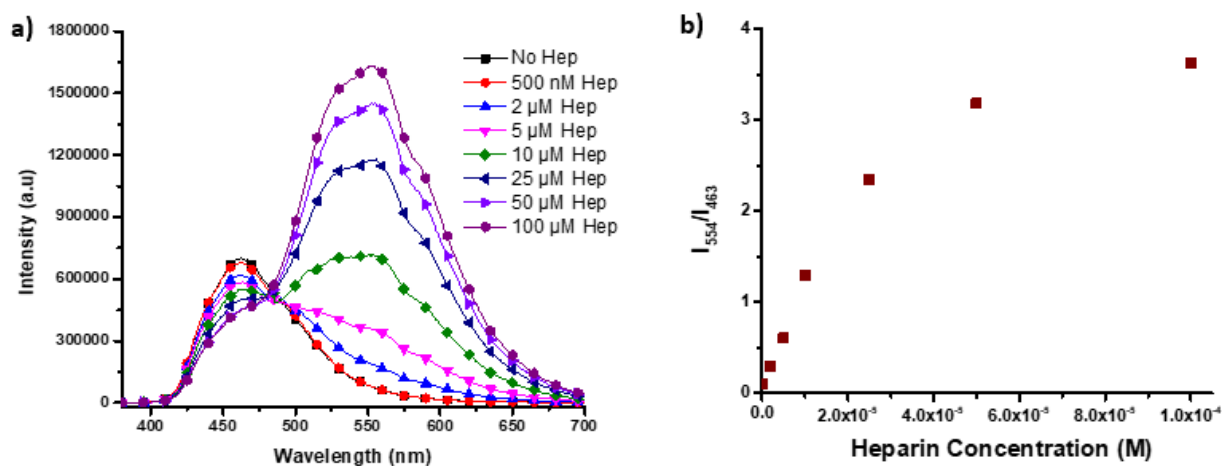 a)
1800000
1500000
1200000
900000
600000
300000
0
Intensity (a.u)
400 450 500 550 600 650 700
Wavelength (nm)
No Hep
500 nM Hep
2 µM Hep
5 µM Hep
10 µM Hep
25 µM Hep
50 µM Hep
100 µM Hep
b)
4
3
2
1
0
I₅₅₄/I₄₆₃
0.0 2.0x10⁻⁵ 4.0x10⁻⁵ 6.0x10⁻⁵ 8.0x10⁻⁵ 1.0x10⁻⁴
Heparin Concentration (M)